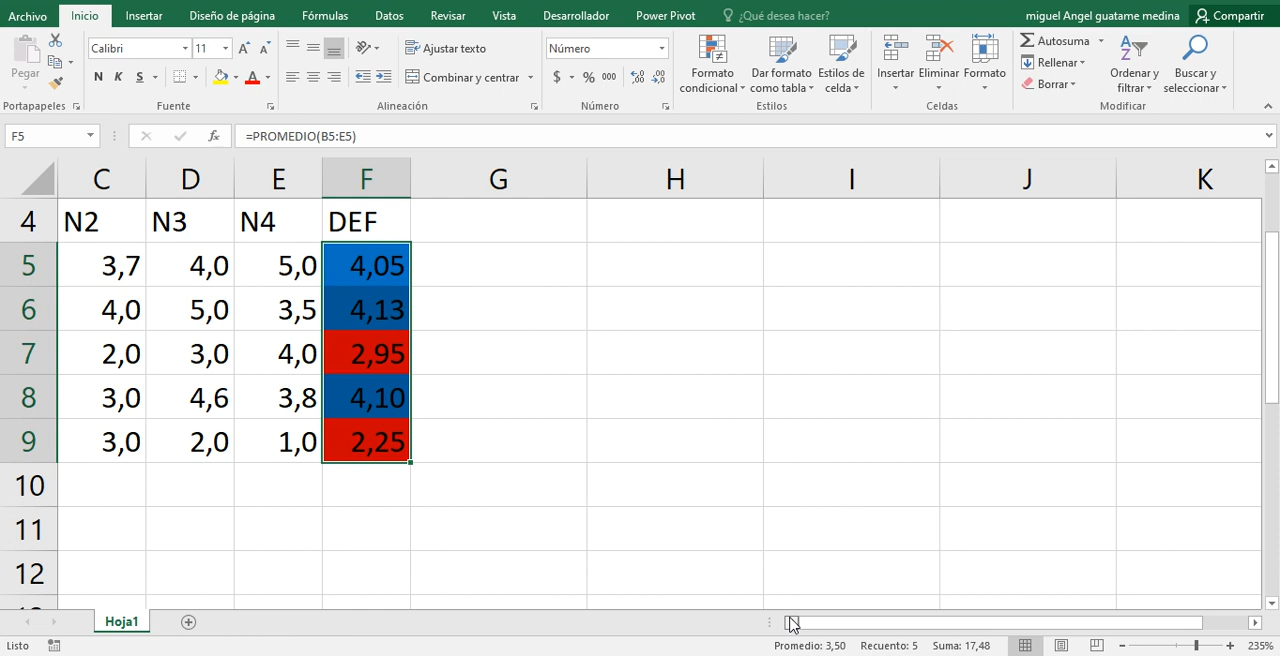 Archivo Inicio Insertar Diseño de página Fórmulas Datos Revisar Vista Desarrollador Power Pivot ¿Qué desea hacer? miguel Angel guatame medina Compartir
Pegar
Calibri 11
N K S
Ajustar texto
Combinar y centrar
Número
$ % 000
Formato condicional
Dar formato como tabla
Estilos de celda
Insertar
Eliminar
Formato
Autosuma
Rellenar
Borrar
Ordenar y filtrar
Buscar y seleccionar
Portapapeles Fuente Alineación Número Estilos Celdas Modificar
F5 fx =PROMEDIO(B5:E5)
C D E F G H I J K
4 N2 N3 N4 DEF
5 3,7 4,0 5,0 4,05
6 4,0 5,0 3,5 4,13
7 2,0 3,0 4,0 2,95
8 3,0 4,6 3,8 4,10
9 3,0 2,0 1,0 2,25
10
11
12
Hoja1
Listo Promedio: 3,50 Recuento: 5 Suma: 17,48 235%